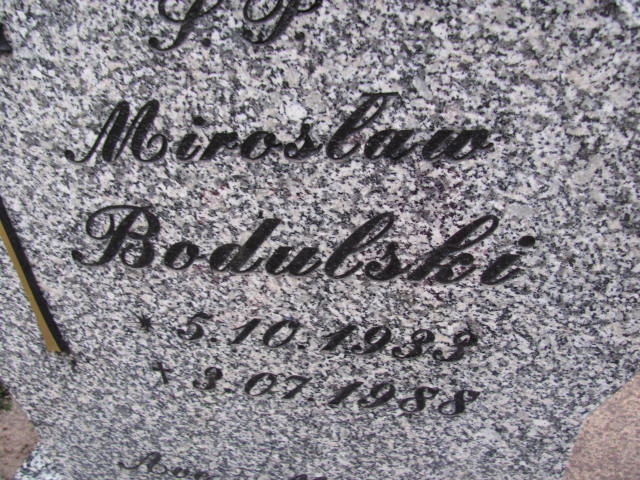 Ś.P.
Mirosław
Bodulski
* 5.10.1933
+ 3.07.1988